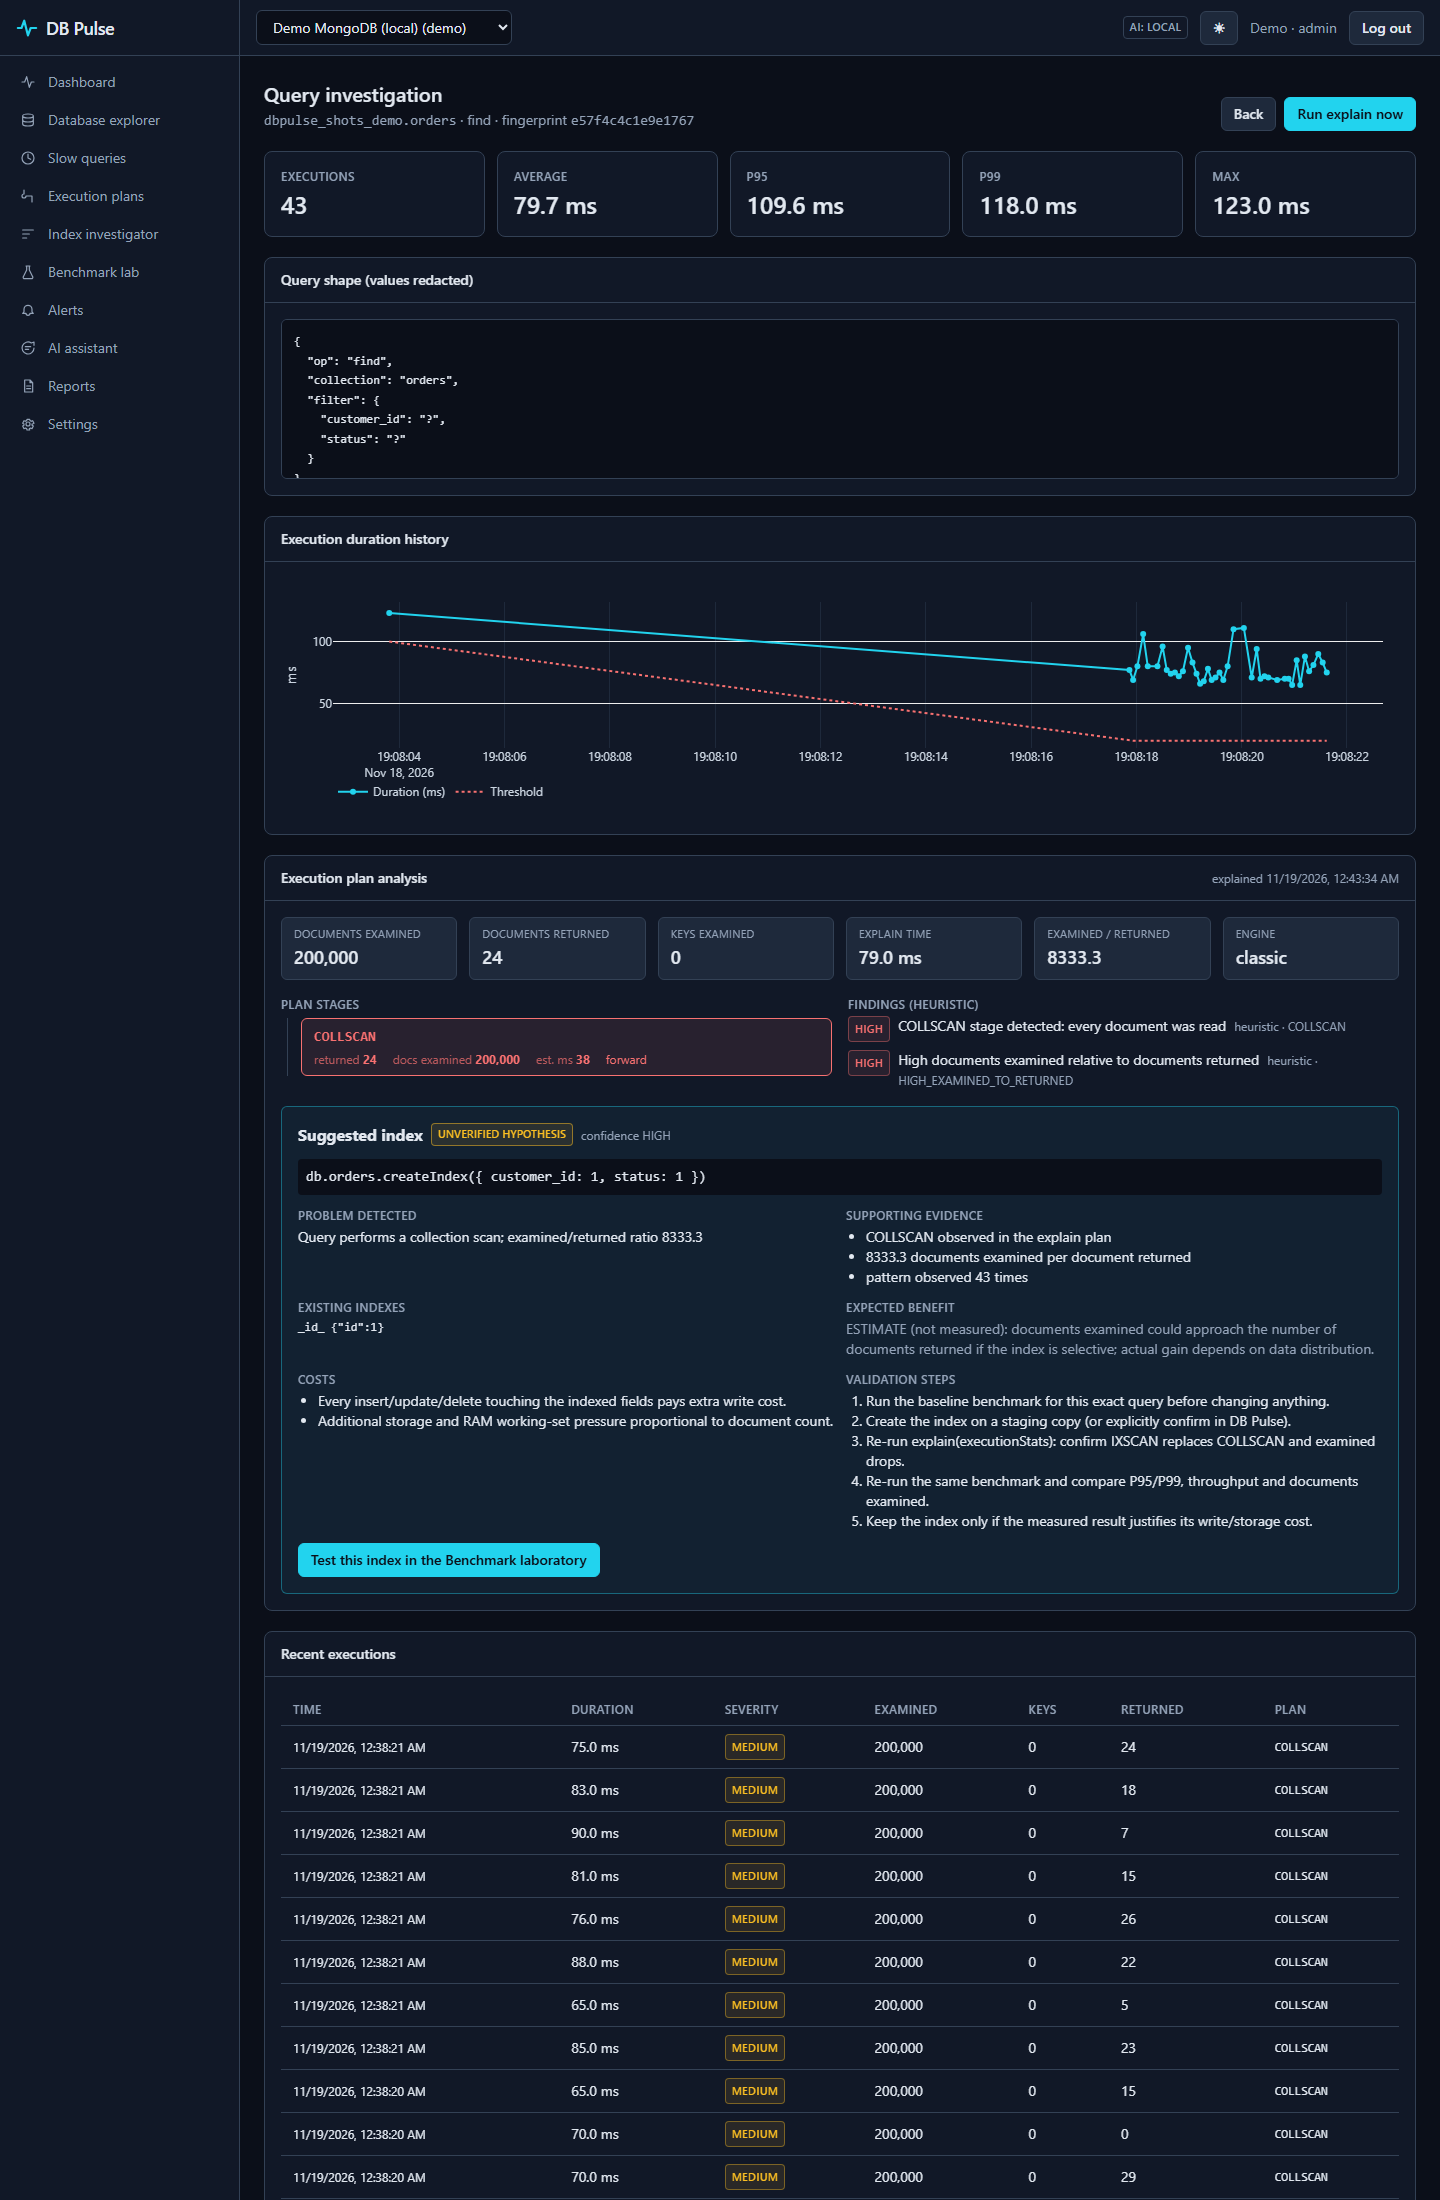 DB Pulse
Demo MongoDB (local) (demo)
AI: LOCAL
Demo · admin
Log out
Dashboard
Database explorer
Slow queries
Execution plans
Index investigator
Benchmark lab
Alerts
AI assistant
Reports
Settings
Query investigation
dbpulse_shots_demo.orders · find · fingerprint e57f4c4c1e9e1767
Back
Run explain now
EXECUTIONS
43
AVERAGE
79.7 ms
P95
109.6 ms
P99
118.0 ms
MAX
123.0 ms
Query shape (values redacted)
{
"op": "find",
"collection": "orders",
"filter": {
"customer_id": "?",
"status": "?"
}
Execution duration history
ms
100
50
19:08:04 19:08:06 19:08:08 19:08:10 19:08:12 19:08:14 19:08:16 19:08:18 19:08:20 19:08:22
Nov 18, 2026
Duration (ms) Threshold
Execution plan analysis
explained 11/19/2026, 12:43:34 AM
DOCUMENTS EXAMINED
200,000
DOCUMENTS RETURNED
24
KEYS EXAMINED
0
EXPLAIN TIME
79.0 ms
EXAMINED / RETURNED
8333.3
ENGINE
classic
PLAN STAGES
COLLSCAN
returned 24 docs examined 200,000 est. ms 38 forward
FINDINGS (HEURISTIC)
HIGH COLLSCAN stage detected: every document was read heuristic · COLLSCAN
HIGH High documents examined relative to documents returned heuristic ·
HIGH_EXAMINED_TO_RETURNED
Suggested index UNVERIFIED HYPOTHESIS confidence HIGH
db.orders.createIndex({ customer_id: 1, status: 1 })
PROBLEM DETECTED
Query performs a collection scan; examined/returned ratio 8333.3
SUPPORTING EVIDENCE
• COLLSCAN observed in the explain plan
• 8333.3 documents examined per document returned
• pattern observed 43 times
EXISTING INDEXES
_id_ {"id":1}
EXPECTED BENEFIT
ESTIMATE (not measured): documents examined could approach the number of
documents returned if the index is selective; actual gain depends on data distribution.
COSTS
• Every insert/update/delete touching the indexed fields pays extra write cost.
• Additional storage and RAM working-set pressure proportional to document count.
VALIDATION STEPS
1. Run the baseline benchmark for this exact query before changing anything.
2. Create the index on a staging copy (or explicitly confirm in DB Pulse).
3. Re-run explain(executionStats): confirm IXSCAN replaces COLLSCAN and examined
drops.
4. Re-run the same benchmark and compare P95/P99, throughput and documents
examined.
5. Keep the index only if the measured result justifies its write/storage cost.
Test this index in the Benchmark laboratory
Recent executions
TIME DURATION SEVERITY EXAMINED KEYS RETURNED PLAN
11/19/2026, 12:38:21 AM 75.0 ms MEDIUM 200,000 0 24 COLLSCAN
11/19/2026, 12:38:21 AM 83.0 ms MEDIUM 200,000 0 18 COLLSCAN
11/19/2026, 12:38:21 AM 90.0 ms MEDIUM 200,000 0 7 COLLSCAN
11/19/2026, 12:38:21 AM 81.0 ms MEDIUM 200,000 0 15 COLLSCAN
11/19/2026, 12:38:21 AM 76.0 ms MEDIUM 200,000 0 26 COLLSCAN
11/19/2026, 12:38:21 AM 88.0 ms MEDIUM 200,000 0 22 COLLSCAN
11/19/2026, 12:38:21 AM 65.0 ms MEDIUM 200,000 0 5 COLLSCAN
11/19/2026, 12:38:21 AM 85.0 ms MEDIUM 200,000 0 23 COLLSCAN
11/19/2026, 12:38:20 AM 65.0 ms MEDIUM 200,000 0 15 COLLSCAN
11/19/2026, 12:38:20 AM 70.0 ms MEDIUM 200,000 0 0 COLLSCAN
11/19/2026, 12:38:20 AM 70.0 ms MEDIUM 200,000 0 29 COLLSCAN